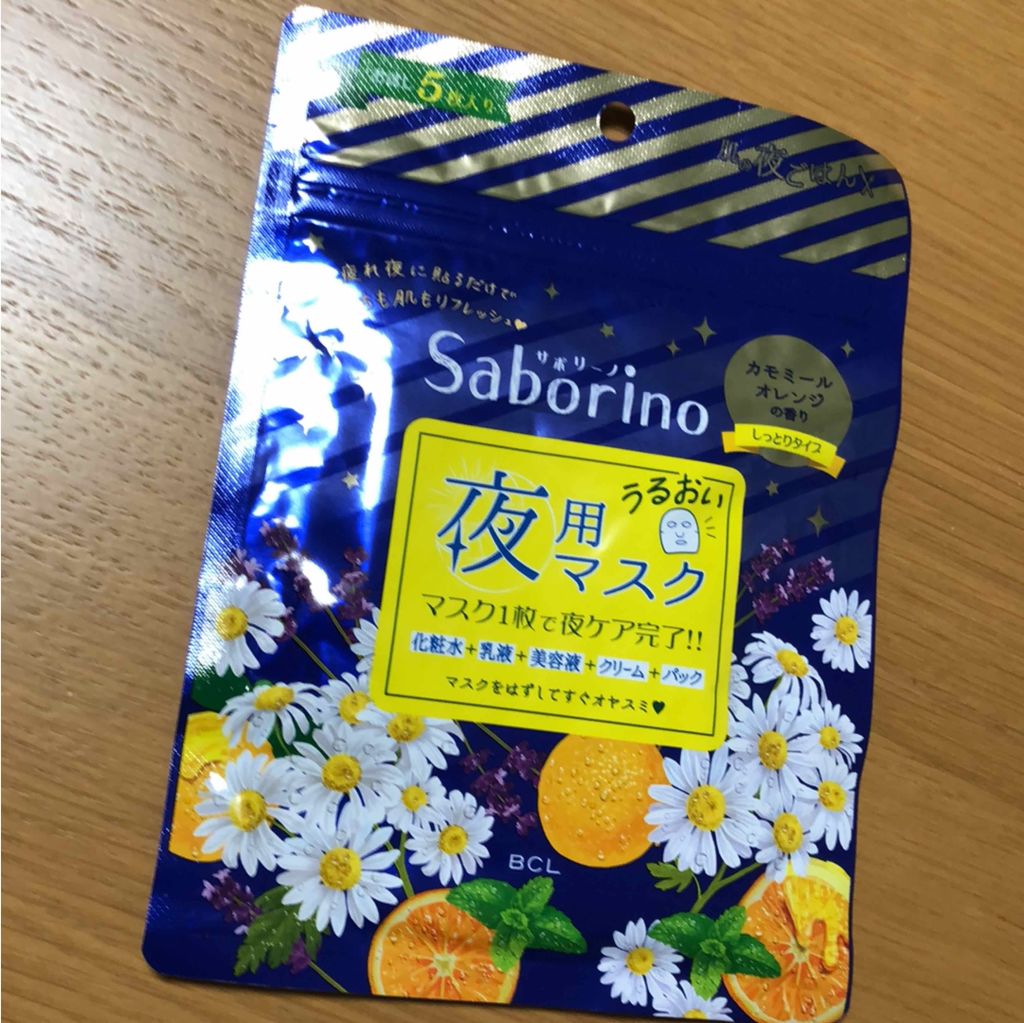 5枚入り
肌の夜ごはん
疲れ夜に貼るだけで
も肌もリフレッシュ♥
サボリーノ
Saborino
カモミール
オレンジ
の香り
しっとりタイプ
うるおい
夜用
マスク
マスク1枚で夜ケア完了!!
化粧水+乳液+美容液+クリーム+パック
マスクをはずしてすぐオヤスミ♥
BCL